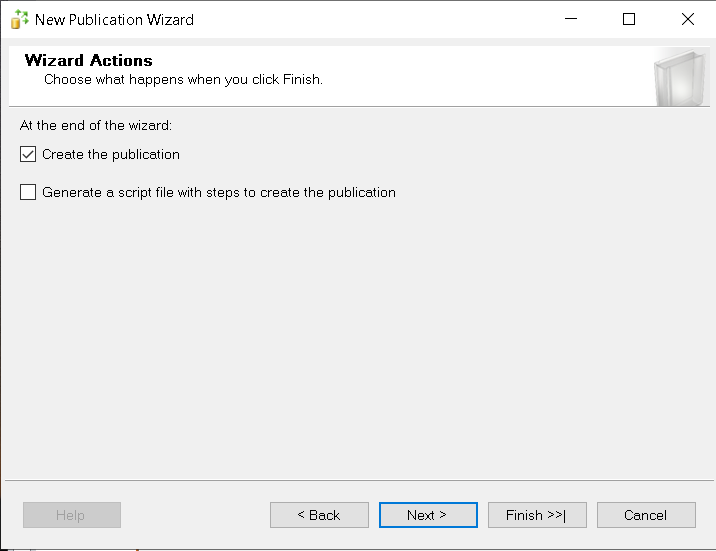 New Publication Wizard
Wizard Actions
Choose what happens when you click Finish.
At the end of the wizard:
Create the publication
Generate a script file with steps to create the publication
Help
< Back
Next >
Finish >>|
Cancel